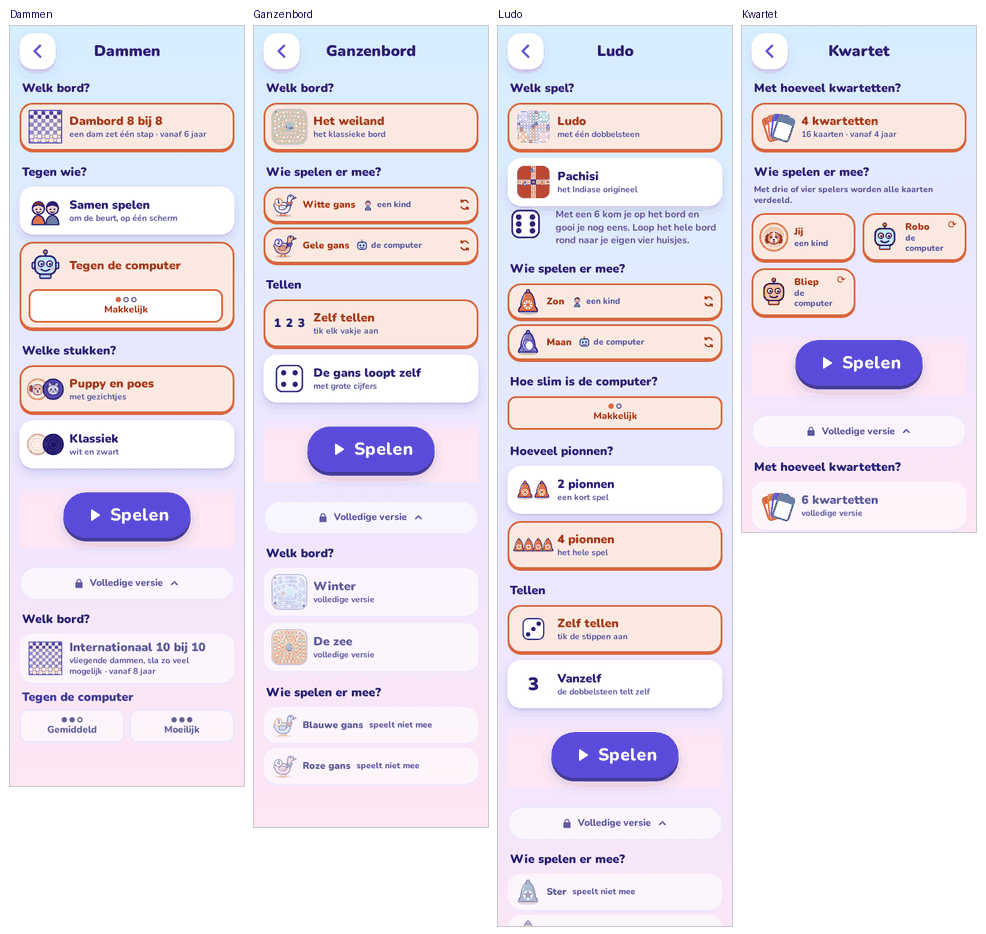 Dammen
Dammen
Welk bord?
Dambord 8 bij 8
een dam zet één stap · vanaf 6 jaar
Tegen wie?
Samen spelen
om de beurt, op één scherm
Tegen de computer
Makkelijk
Welke stukken?
Puppy en poes
met gezichtjes
Klassiek
wit en zwart
Spelen
Volledige versie
Welk bord?
Internationaal 10 bij 10
vliegende dammen, sla zo veel
mogelijk · vanaf 8 jaar
Tegen de computer
Gemiddeld
Moeilijk
Ganzenbord
Ganzenbord
Welk bord?
Het weiland
het klassieke bord
Wie spelen er mee?
Witte gans een kind
Gele gans de computer
Tellen
1 2 3
Zelf tellen
tik elk vakje aan
De gans loopt zelf
met grote cijfers
Spelen
Volledige versie
Welk bord?
Winter
volledige versie
De zee
volledige versie
Wie spelen er mee?
Blauwe gans speelt niet mee
Roze gans speelt niet mee
Ludo
Ludo
Welk spel?
Ludo
met één dobbelsteen
Pachisi
het Indiase origineel
Met een 6 kom je op het bord en
gooi je nog eens. Loop het hele bord
rond naar je eigen vier huisjes.
Wie spelen er mee?
Zon een kind
Maan de computer
Hoe slim is de computer?
Makkelijk
Hoeveel pionnen?
2 pionnen
een kort spel
4 pionnen
het hele spel
Tellen
Zelf tellen
tik de stippen aan
3
Vanzelf
de dobbelsteen telt zelf
Spelen
Volledige versie
Wie spelen er mee?
Ster speelt niet mee
Kwartet
Kwartet
Met hoeveel kwartetten?
4 kwartetten
16 kaarten · vanaf 4 jaar
Wie spelen er mee?
Met drie of vier spelers worden alle kaarten
verdeeld.
Jij
een kind
Robo
de
computer
Bliep
de
computer
Spelen
Volledige versie
Met hoeveel kwartetten?
6 kwartetten
volledige versie